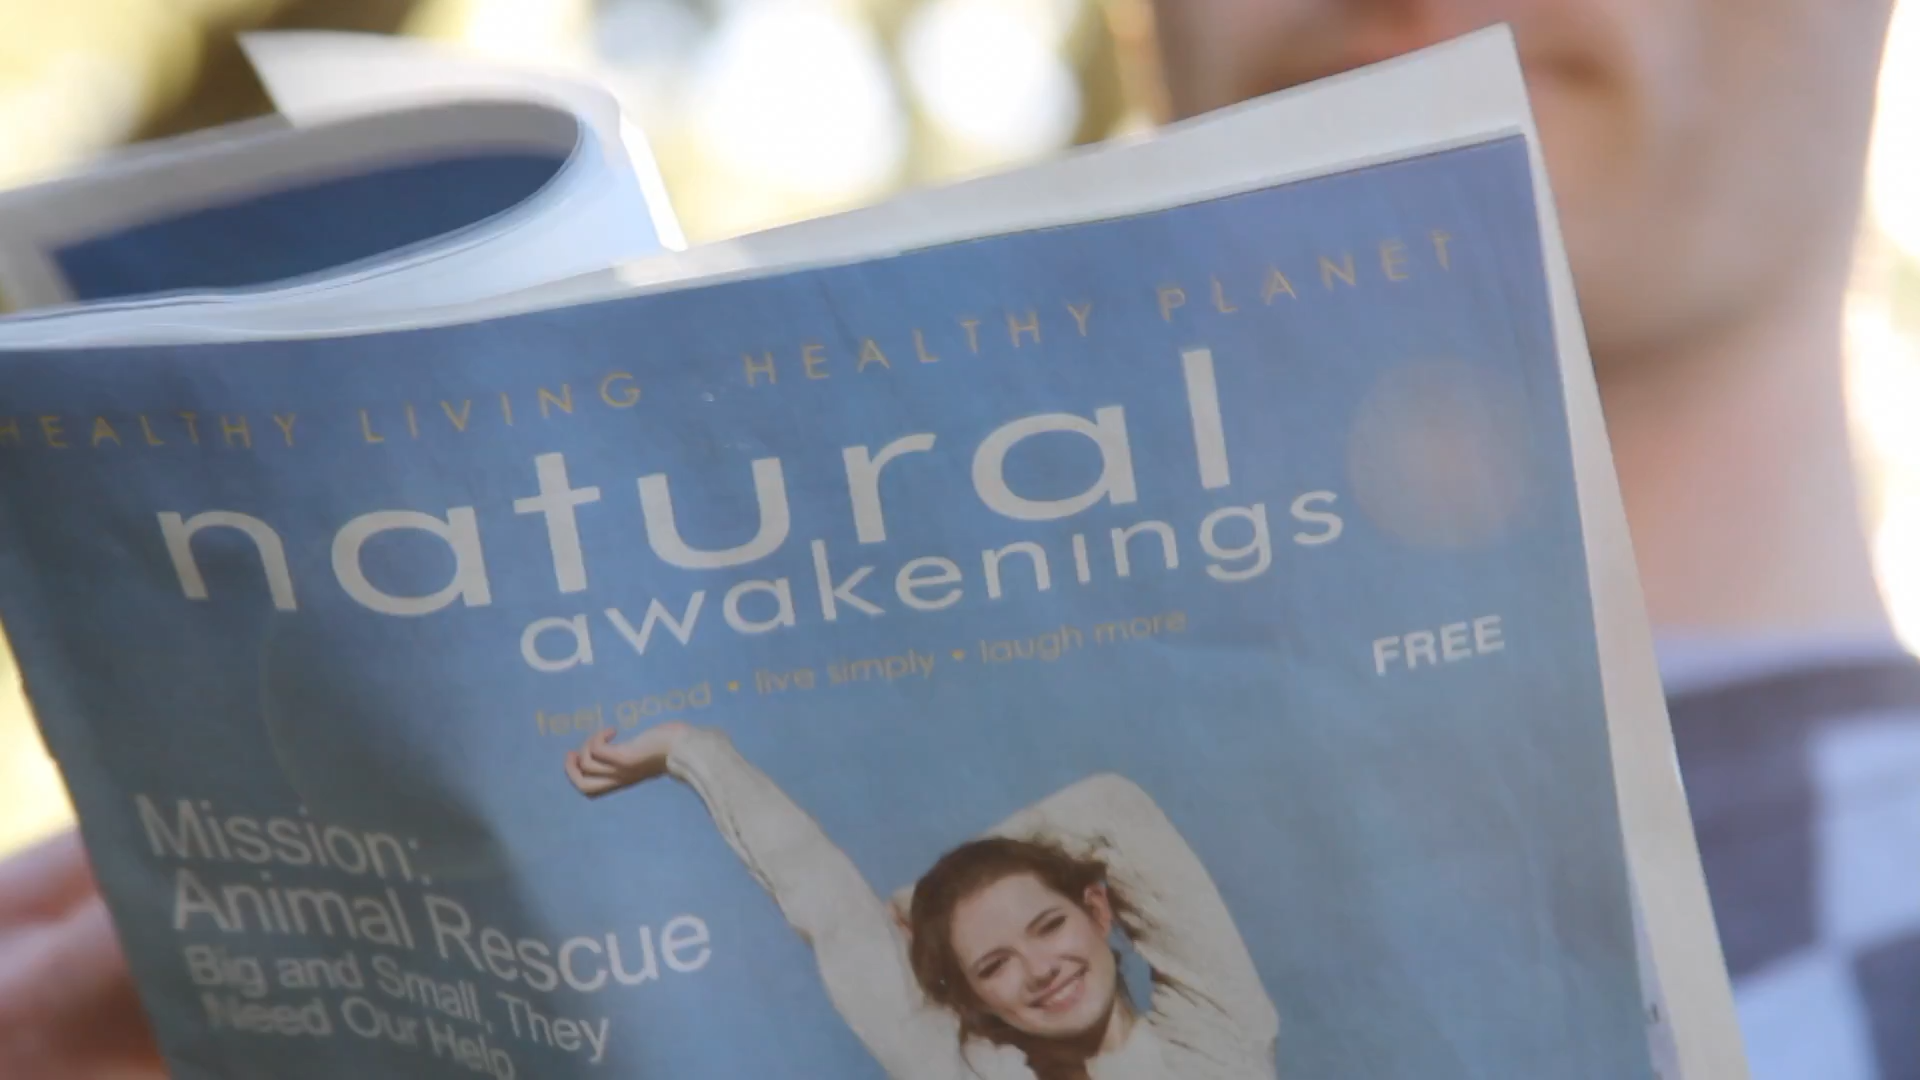 HEALTHY LIVING HEALTHY PLANET
natural
awakenings
feel good • live simply • laugh more
FREE
Mission:
Animal Rescue
Big and Small, They
Need Our Help